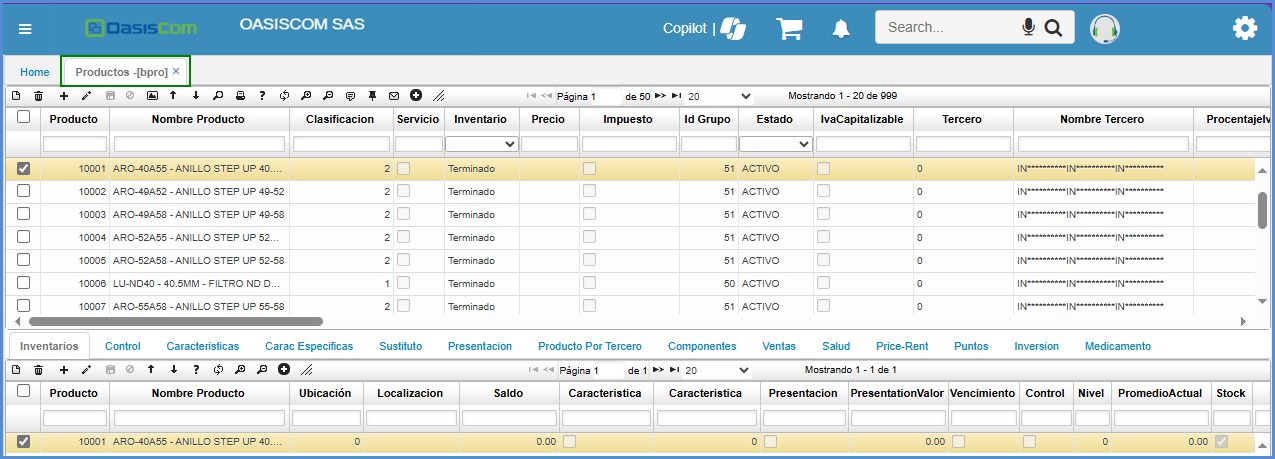 OasisCom OASISCOM SAS Copilot | Search...
Home Productos -[bpro] ×
Página 1 de 50 20 Mostrando 1 - 20 de 999
Producto Nombre Producto Clasificacion Servicio Inventario Precio Impuesto Id Grupo Estado IvaCapitalizable Tercero Nombre Tercero ProcentajeIv
10001 ARO-40A55 - ANILLO STEP UP 40.... 2 Terminado 51 ACTIVO 0 IN**********IN**********IN**********
10002 ARO-49A52 - ANILLO STEP UP 49-52 2 Terminado 51 ACTIVO 0 IN**********IN**********IN**********
10003 ARO-49A58 - ANILLO STEP UP 49-58 2 Terminado 51 ACTIVO 0 IN**********IN**********IN**********
10004 ARO-52A55 - ANILLO STEP UP 52... 2 Terminado 51 ACTIVO 0 IN**********IN**********IN**********
10005 ARO-52A58 - ANILLO STEP UP 52-58 2 Terminado 51 ACTIVO 0 IN**********IN**********IN**********
10006 LU-ND40 - 40.5MM - FILTRO ND D... 1 Terminado 50 ACTIVO 0 IN**********IN**********IN**********
10007 ARO-55A58 - ANILLO STEP UP 55-58 2 Terminado 51 ACTIVO 0 IN**********IN**********IN**********
Inventarios Control Caracteristicas Carac Especificas Sustituto Presentacion Producto Por Tercero Componentes Ventas Salud Price-Rent Puntos Inversion Medicamento
Página 1 de 1 20 Mostrando 1 - 1 de 1
Producto Nombre Producto Ubicación Localizacion Saldo Caracteristica Caracteristica Presentacion PresentationValor Vencimiento Control Nivel PromedioActual Stock
10001 ARO-40A55 - ANILLO STEP UP 40.... 0 0.00 0 0.00 0 0.00